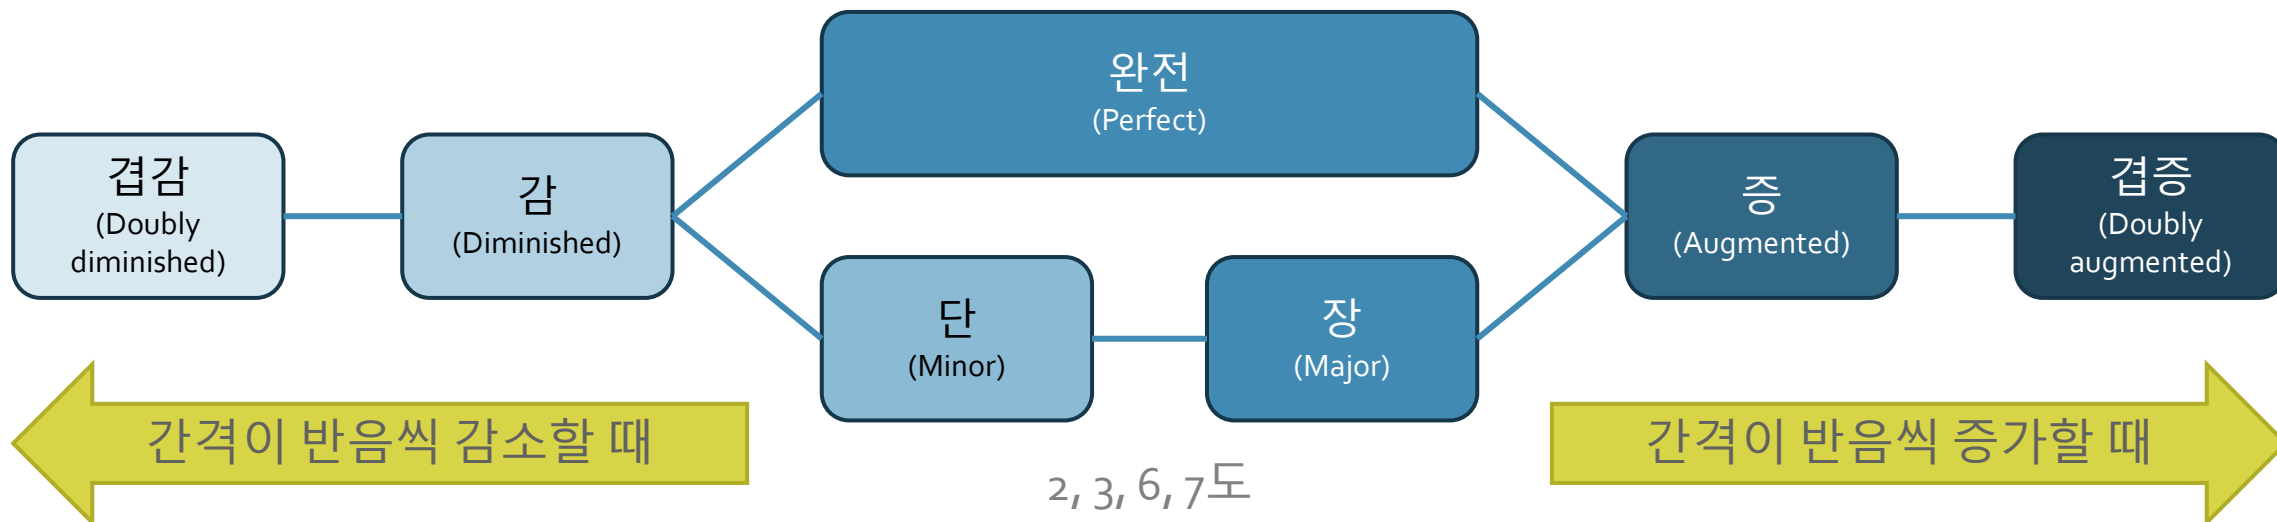 완전
(Perfect)
겹감
(Doubly
diminished)
감
(Diminished)
증
(Augmented)
겹증
(Doubly
augmented)
단
(Minor)
장
(Major)
간격이 반음씩 감소할 때
간격이 반음씩 증가할 때
2, 3, 6, 7도